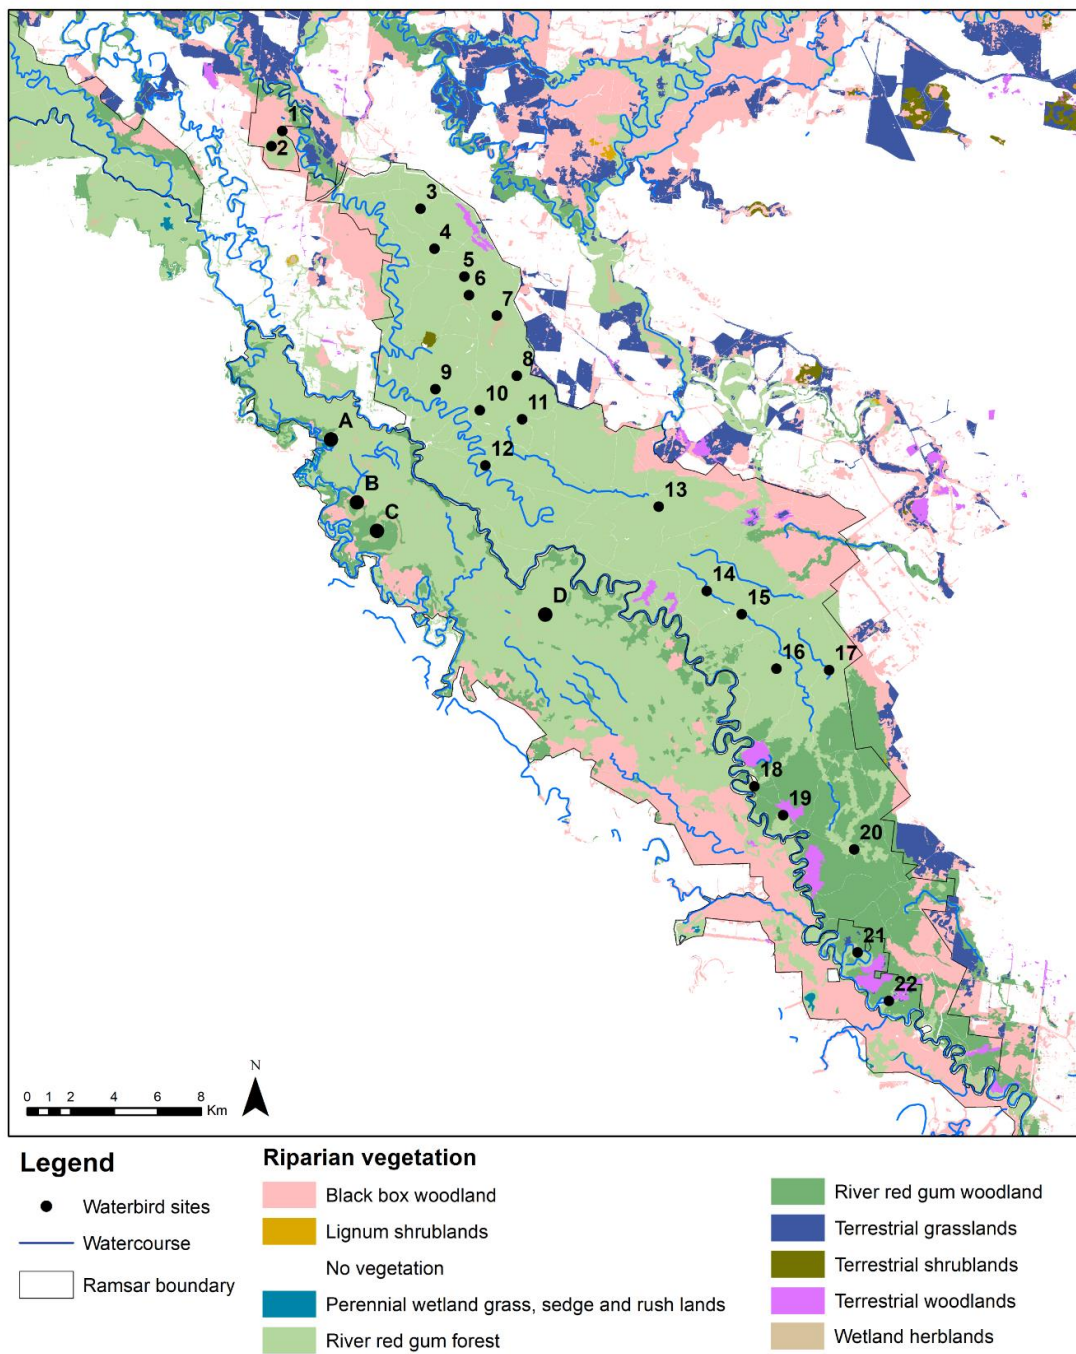 1
2
3
4
5
6
7
8
9
10
11
12
13
14
15
16
17
18
19
20
21
22
A
B
C
D
N
0 1 2 4 6 8
Km
Legend
Waterbird sites
Watercourse
Ramsar boundary
Riparian vegetation
Black box woodland
Lignum shrublands
No vegetation
Perennial wetland grass, sedge and rush lands
River red gum forest
River red gum woodland
Terrestrial grasslands
Terrestrial shrublands
Terrestrial woodlands
Wetland herblands